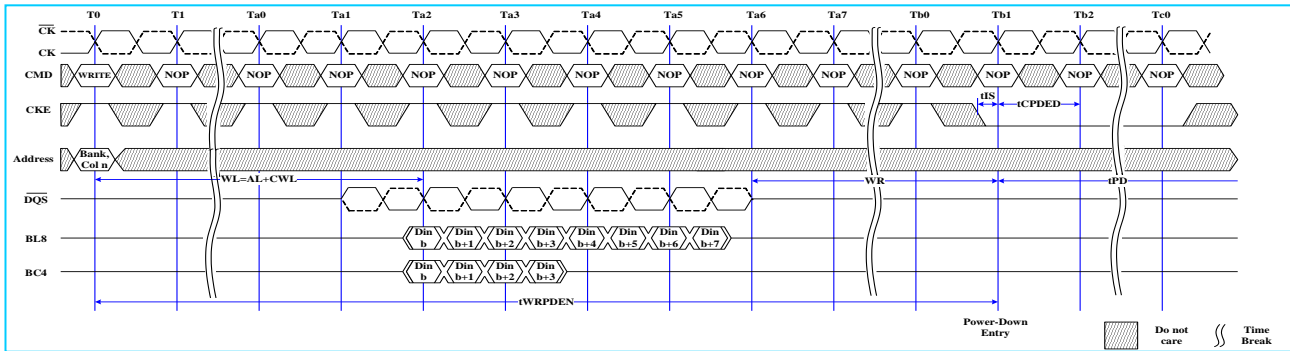 T0 T1 Ta0 Ta1 Ta2 Ta3 Ta4 Ta5 Ta6 Ta7 Tb0 Tb1 Tb2 Tc0
CK
CK
CMD WRITE NOP NOP NOP NOP NOP NOP NOP NOP NOP NOP NOP NOP NOP
tIS
CKE tCPDED
Address Bank, Col n
WL=AL+CWL WR tPD
DQS
BL8 Din b Din b+1 Din b+2 Din b+3 Din b+4 Din b+5 Din b+6 Din b+7
BC4 Din b Din b+1 Din b+2 Din b+3
tWRPDEN
Power-Down Entry
Do not care
Time Break